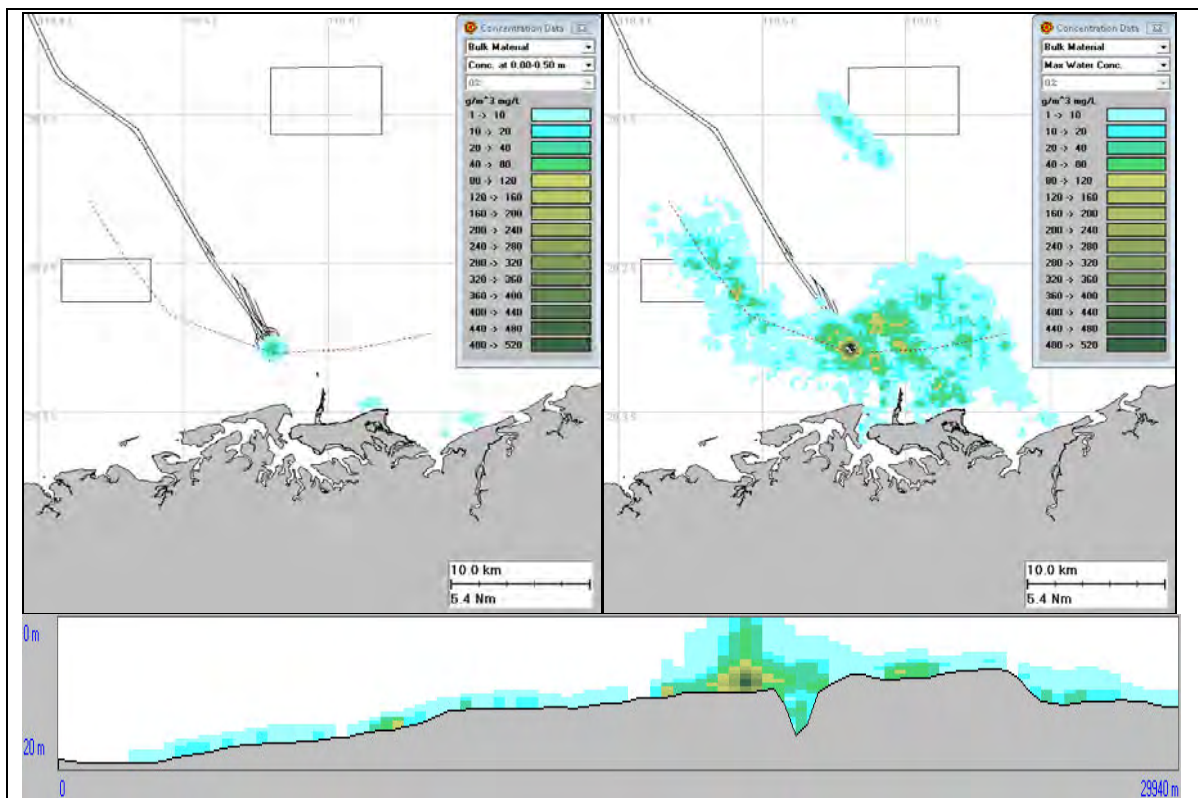 Concentration Data
Bulk Material
Conc. at 0.00-0.50 m
g/m^3 mg/L
1 -> 10
10 -> 20
20 -> 40
40 -> 80
80 -> 120
120 -> 160
160 -> 200
200 -> 240
240 -> 280
280 -> 320
320 -> 360
360 -> 400
400 -> 440
440 -> 480
480 -> 520
10.0 km
5.4 Nm
Concentration Data
Bulk Material
Max Water Conc.
g/m^3 mg/L
1 -> 10
10 -> 20
20 -> 40
40 -> 80
80 -> 120
120 -> 160
160 -> 200
200 -> 240
240 -> 280
280 -> 320
320 -> 360
360 -> 400
400 -> 440
440 -> 480
480 -> 520
10.0 km
5.4 Nm
0 m
20 m
0
29940 m